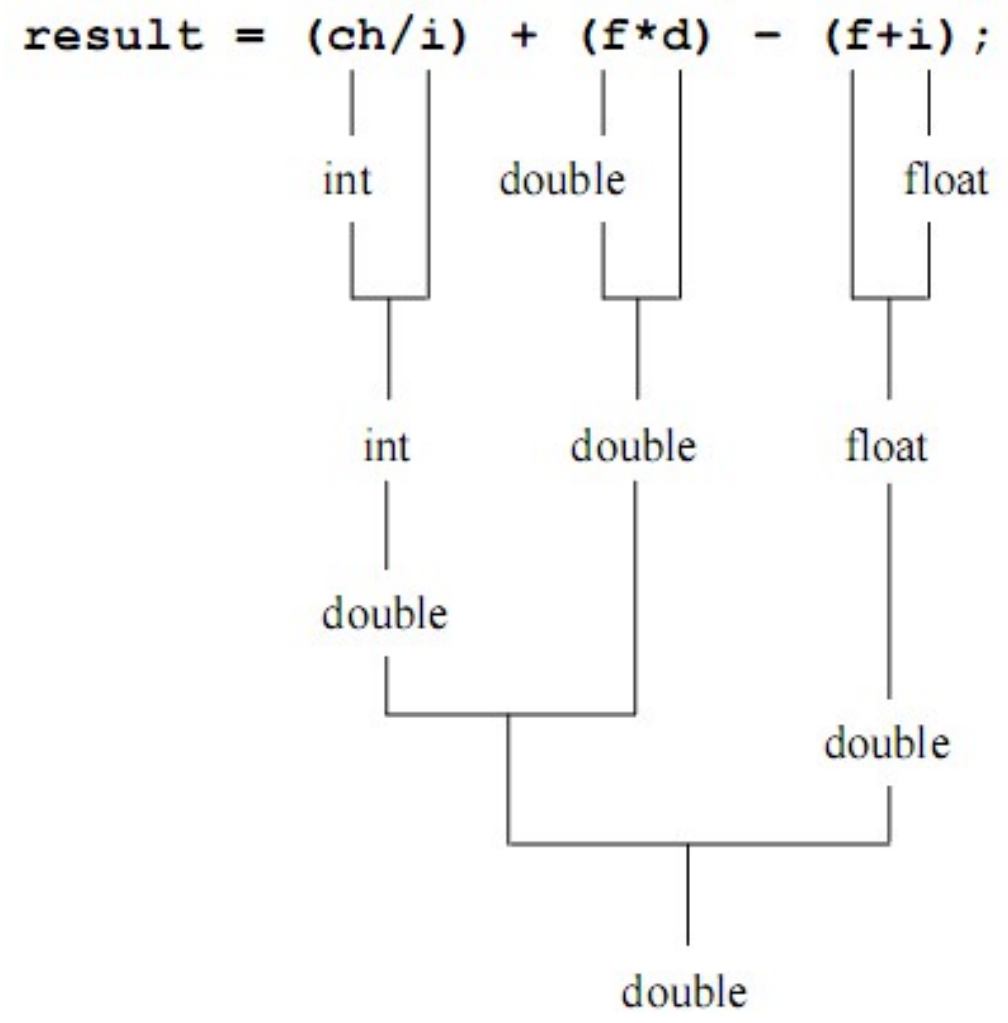 result = (ch/i) + (f*d) - (f+i);
int double float
int double float
double
double
double